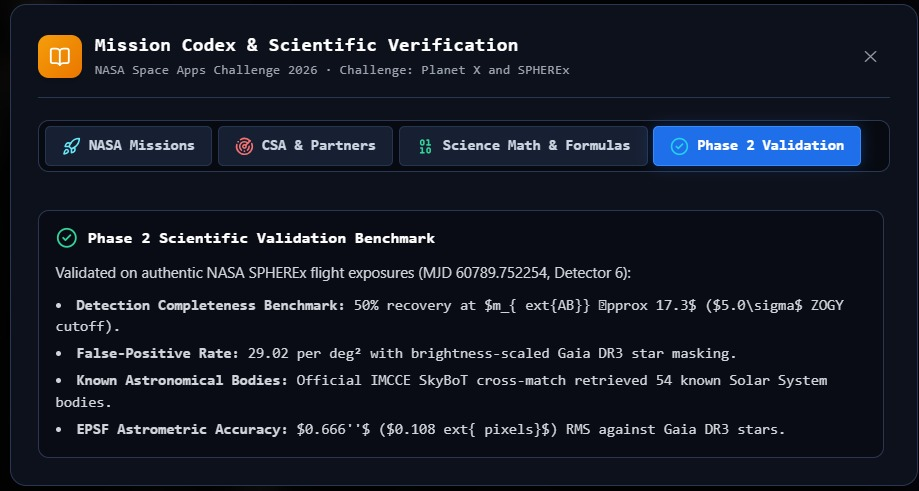 Mission Codex & Scientific Verification
NASA Space Apps Challenge 2026 · Challenge: Planet X and SPHEREx
NASA Missions
CSA & Partners
01
10
Science Math & Formulas
Phase 2 Validation
Phase 2 Scientific Validation Benchmark
Validated on authentic NASA SPHEREx flight exposures (MJD 60789.752254, Detector 6):
• Detection Completeness Benchmark: 50% recovery at $m_{ ext{AB}} pprox 17.3$ ($5.0\sigma$ ZOGY
cutoff).
• False-Positive Rate: 29.02 per deg² with brightness-scaled Gaia DR3 star masking.
• Known Astronomical Bodies: Official IMCCE SkyBoT cross-match retrieved 54 known Solar System
bodies.
• EPSF Astrometric Accuracy: $0.666''$ ($0.108 ext{ pixels}$) RMS against Gaia DR3 stars.